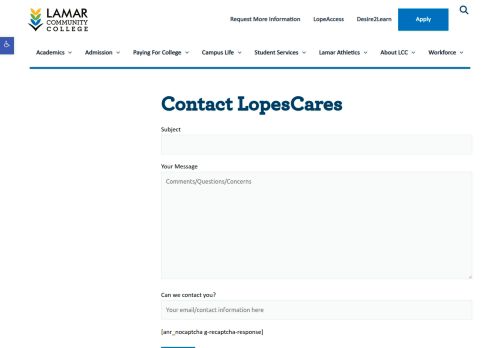 LAMAR
COMMUNITY
COLLEGE
Request More Information LopeAccess Desire2Learn Apply
Academics Admission Paying For College Campus Life Student Services Lamar Athletics About LCC Workforce
Contact LopesCares
Subject
Your Message
Comments/Questions/Concerns
Can we contact you?
Your email/contact information here
[anr_nocaptcha g-recaptcha-response]